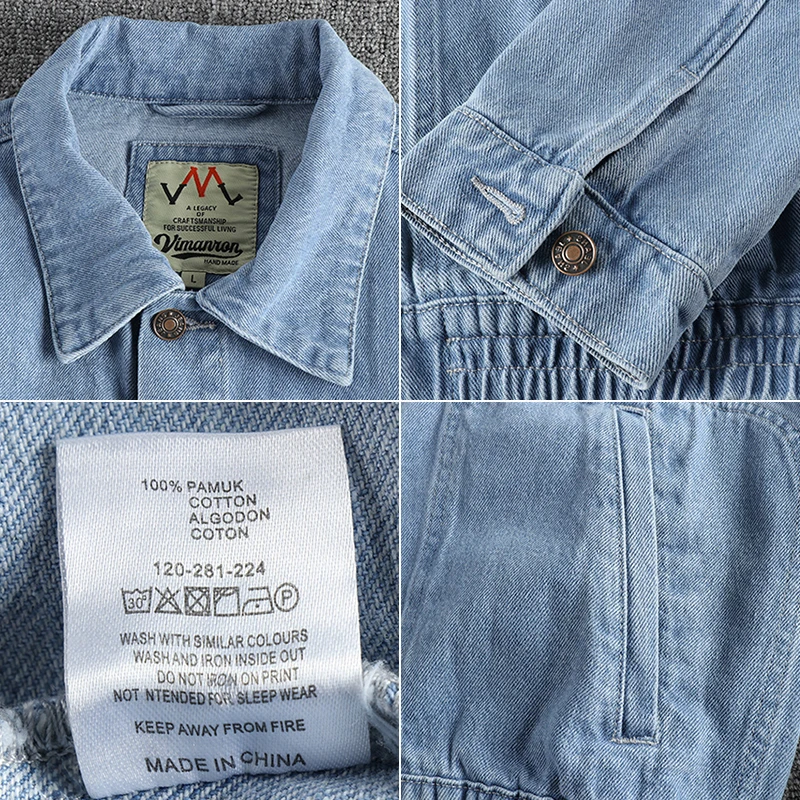 VMV
A LEGACY
OF
CRAFTSMANSHIP
FOR SUCCESSFUL LIVNG
Vimanron
HAND MADE
L
100% PAMUK
COTTON
ALGODON
COTON
120-281-224
30°
P
WASH WITH SIMILAR COLOURS
WASH AND IRON INSIDE OUT
DO NOT IRON ON PRINT
NOT NTENDED FOR SLEEP WEAR
KEEP AWAY FROM FIRE
MADE IN CHINA